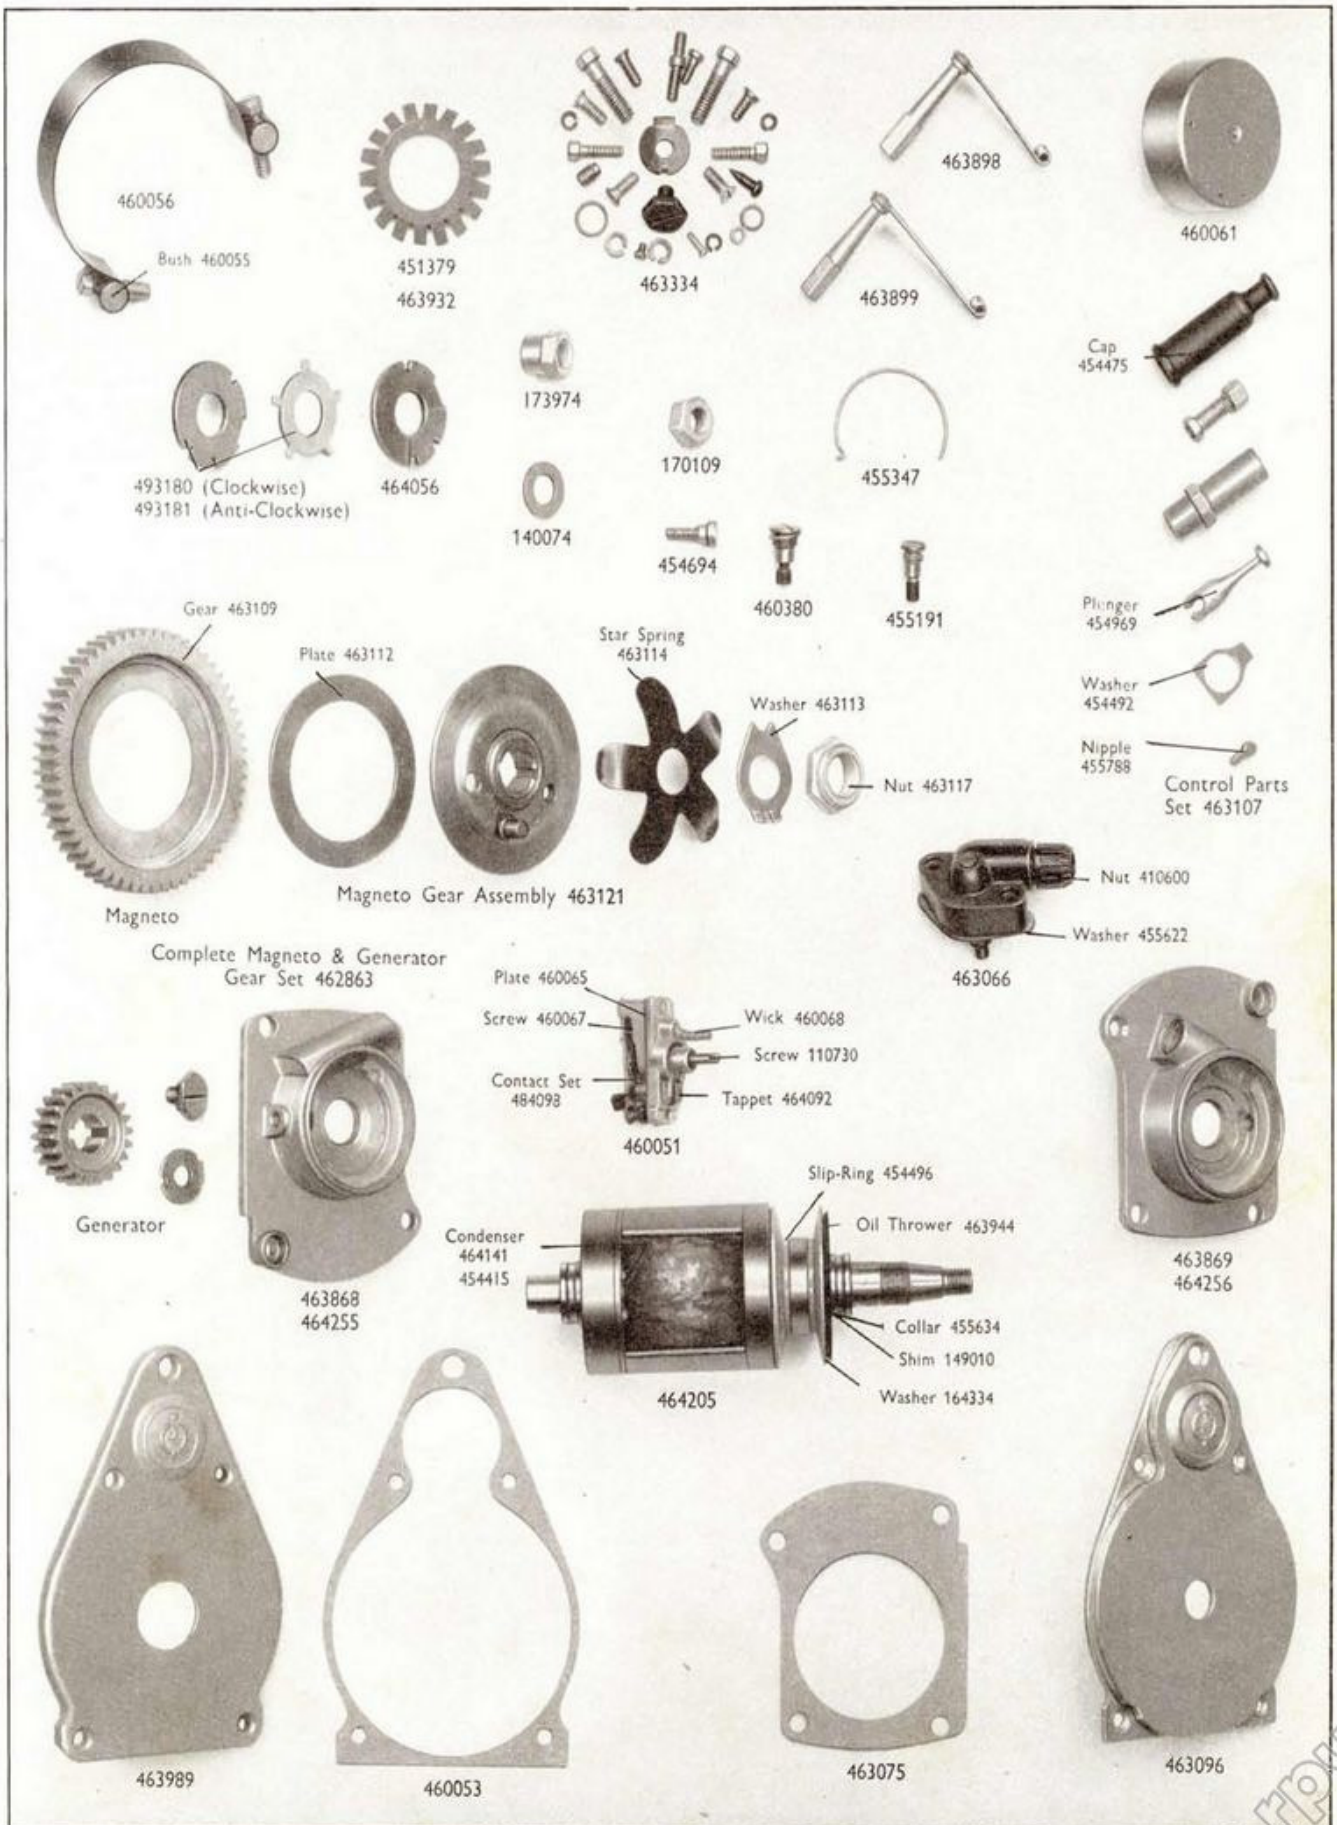 460056
Bush 460055
451379
463932
463334
463898
463899
460061
Cap
454475
173974
170109
455347
493180 (Clockwise)
493181 (Anti-Clockwise)
464056
140074
454694
460380
455191
Plunger
454969
Washer
454492
Nipple
455788
Control Parts
Set 463107
Gear 463109
Plate 463112
Star Spring
463114
Washer 463113
Nut 463117
Magneto Gear Assembly 463121
Magneto
Nut 410600
Washer 455622
463066
Complete Magneto & Generator
Gear Set 462863
Plate 460065
Screw 460067
Wick 460068
Screw 110730
Contact Set
484098
Tappet 464092
460051
Generator
463868
464255
Slip-Ring 454496
Condenser
464141
454415
Oil Thrower 463944
Collar 455634
Shim 149010
Washer 164334
464205
463869
464256
463989
460053
463075
463096